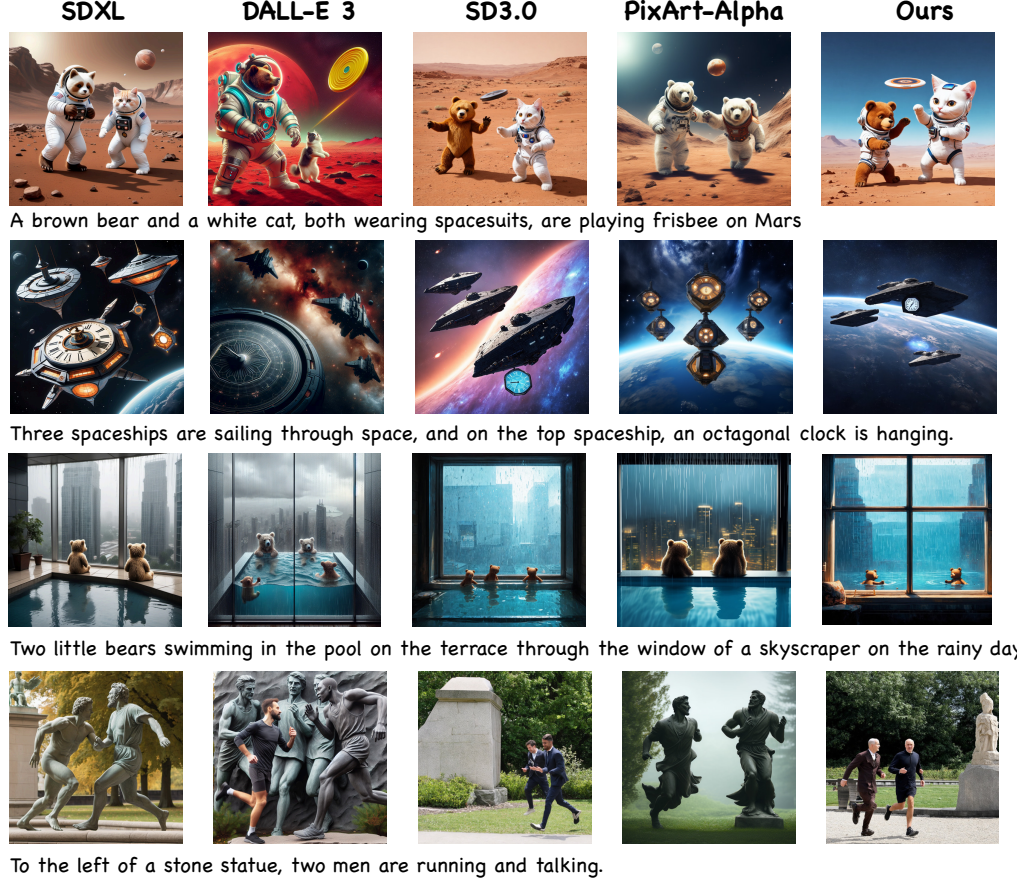 SDXL DALL-E 3 SD3.0 PixArt-Alpha Ours
A brown bear and a white cat, both wearing spacesuits, are playing frisbee on Mars
Three spaceships are sailing through space, and on the top spaceship, an octagonal clock is hanging.
Two little bears swimming in the pool on the terrace through the window of a skyscraper on the rainy day
To the left of a stone statue, two men are running and talking.